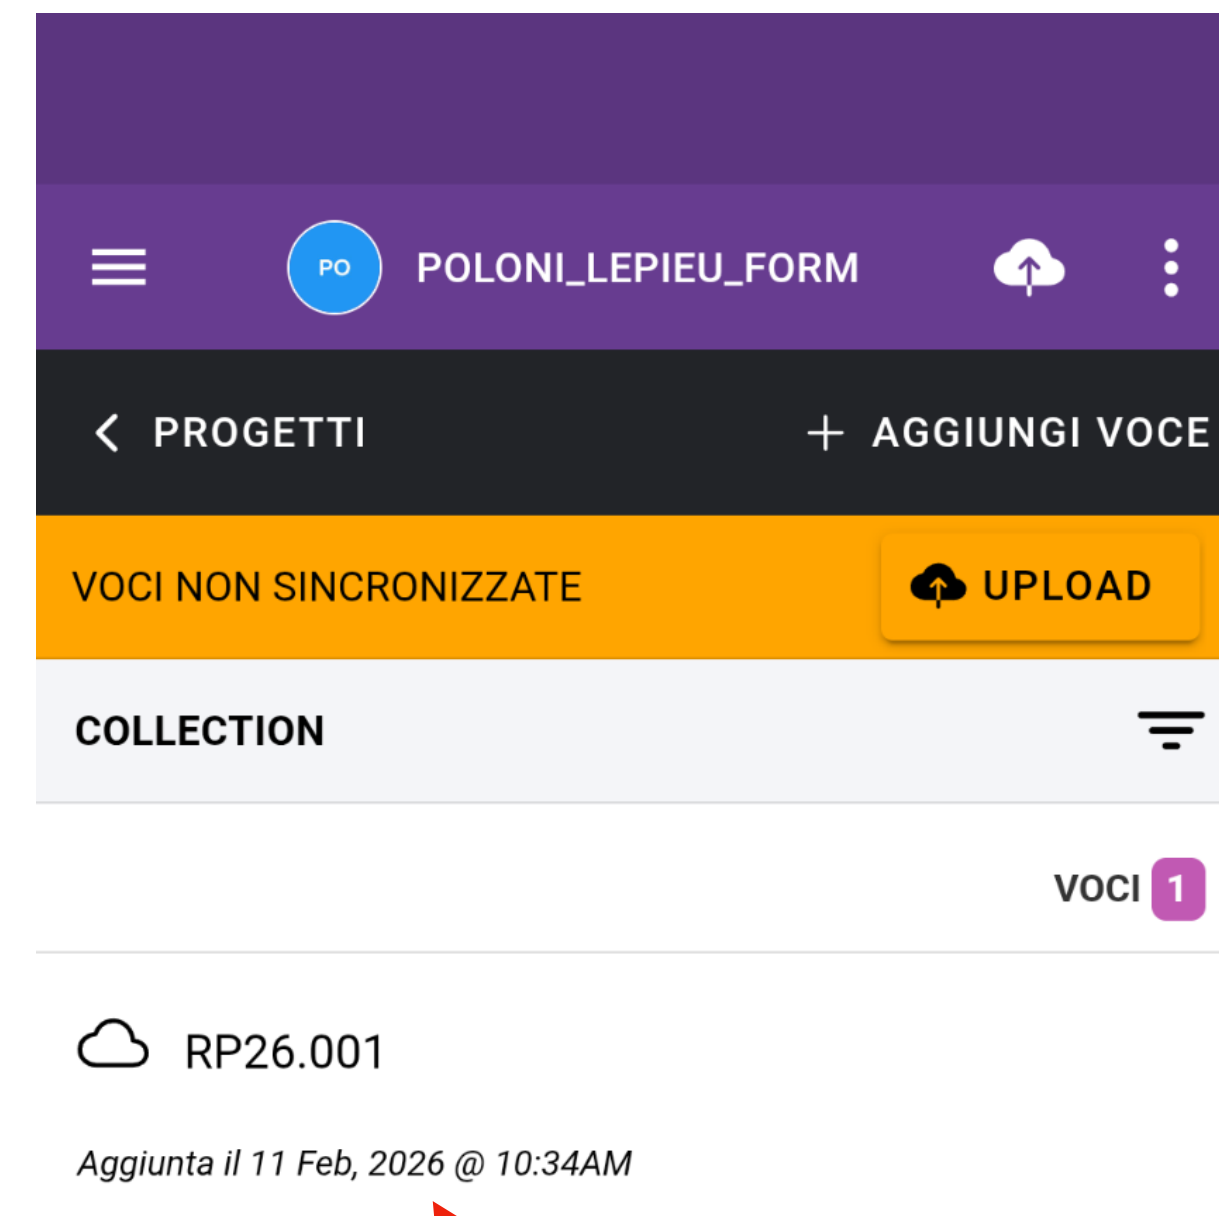 PO POLONI_LEPIEU_FORM
PROGETTI + AGGIUNGI VOCE
VOCI NON SINCRONIZZATE UPLOAD
COLLECTION
VOCI 1
RP26.001
Aggiunta il 11 Feb, 2026 @ 10:34AM